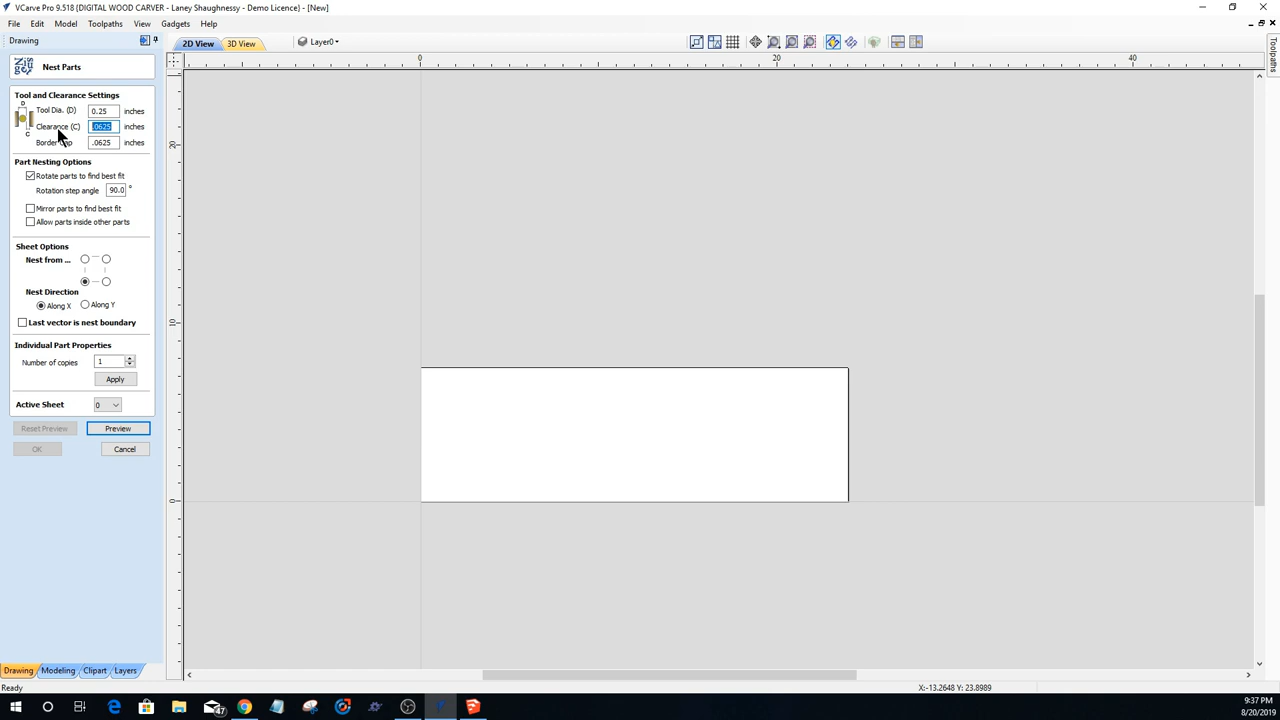 VCarve Pro 9.518 {DIGITAL WOOD CARVER - Laney Shaughnessy - Demo Licence} - [New]
File Edit Model Toolpaths View Gadgets Help
Drawing
2D View 3D View Layer0
Toolpaths
Nest Parts
0 20 40
Tool and Clearance Settings
D
Tool Dia. (D) 0.25 inches
Clearance (C) .0625 inches
C
Border .0625 inches
20
Part Nesting Options
Rotate parts to find best fit
Rotation step angle 90.0 °
Mirror parts to find best fit
Allow parts inside other parts
Sheet Options
Nest from ...
Nest Direction
Along X Along Y
Last vector is nest boundary
10
Individual Part Properties
Number of copies 1
Apply
Active Sheet 0
Reset Preview Preview
OK Cancel
0
Drawing Modeling Clipart Layers
Ready X:-13.2648 Y: 23.8989
47
9:37 PM
8/20/2019